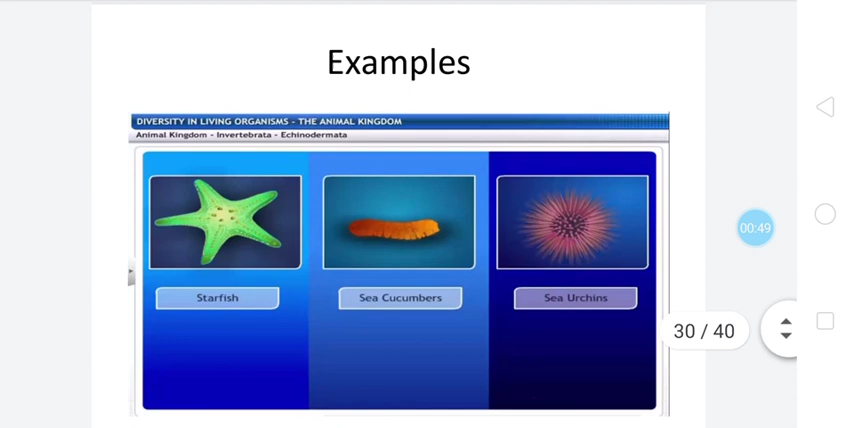 Examples
DIVERSITY IN LIVING ORGANISMS - THE ANIMAL KINGDOM
Animal Kingdom - Invertebrata - Echinodermata
Starfish
Sea Cucumbers
Sea Urchins
00:49
30 / 40